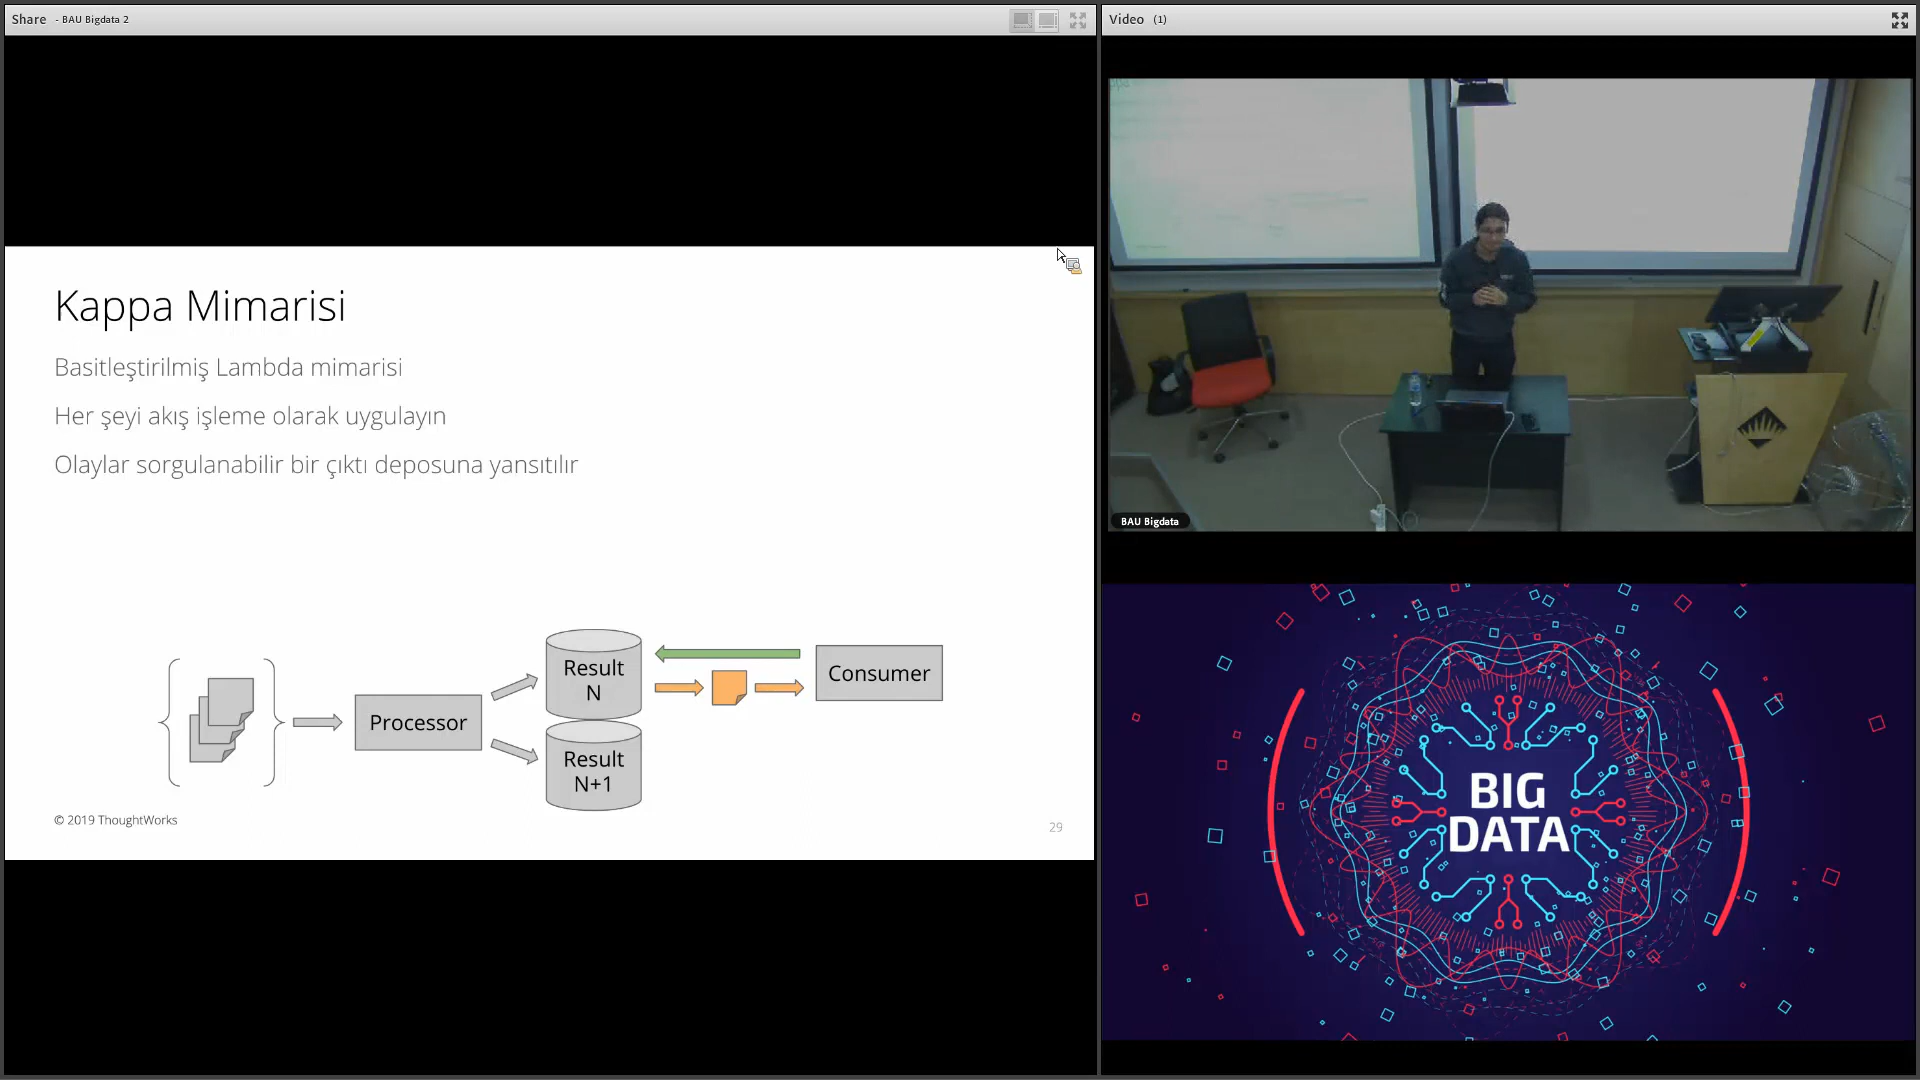 Share - BAU Bigdata 2
Video (1)
Kappa Mimarisi
Basitleştirilmiş Lambda mimarisi
Her şeyi akış işleme olarak uygulayın
Olaylar sorgulanabilir bir çıktı deposuna yansıtılır
Processor
Result
N
Result
N+1
Consumer
© 2019 ThoughtWorks
29
BAU Bigdata
BIG
DATA